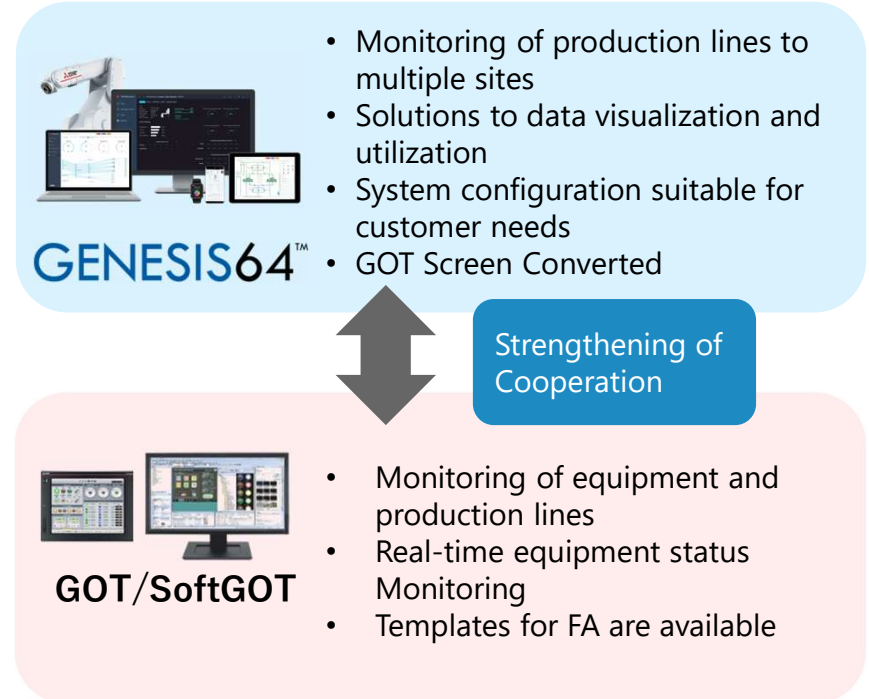 • Monitoring of production lines to
multiple sites
• Solutions to data visualization and
utilization
• System configuration suitable for
customer needs
• GOT Screen Converted
GENESIS64™
Strengthening of
Cooperation
• Monitoring of equipment and
production lines
• Real-time equipment status
Monitoring
• Templates for FA are available
GOT/SoftGOT